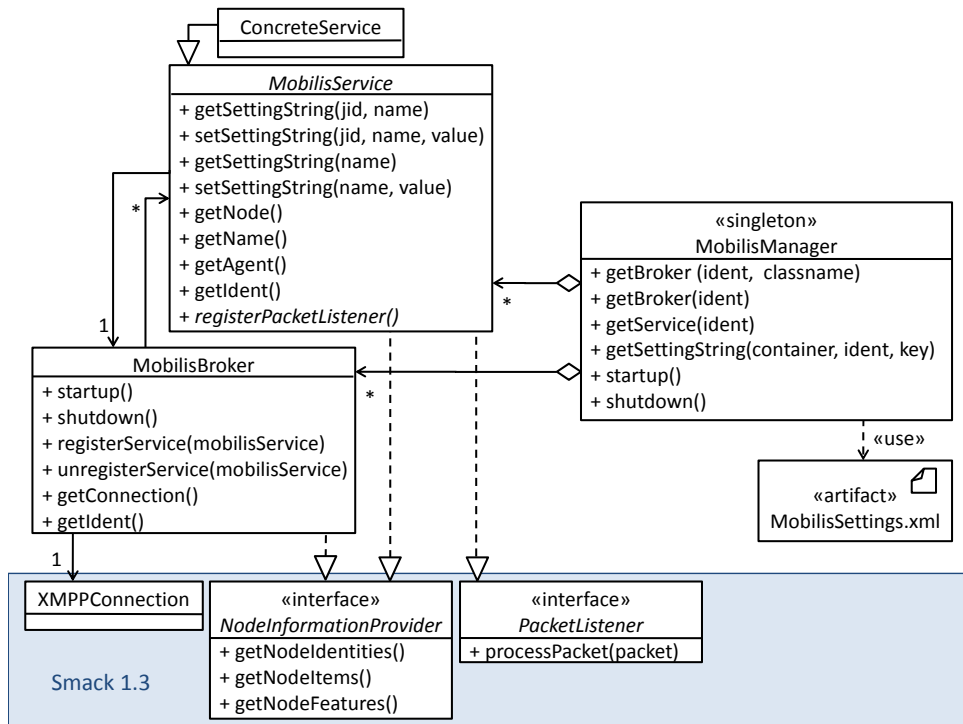 ConcreteService
MobilisService
+ getSettingString(jid, name)
+ setSettingString(jid, name, value)
+ getSettingString(name)
+ setSettingString(name, value)
+ getNode()
+ getName()
+ getAgent()
+ getIdent()
+ registerPacketListener()
*
1
*
*
«singleton»
MobilisManager
+ getBroker (ident, classname)
+ getBroker(ident)
+ getService(ident)
+ getSettingString(container, ident, key)
+ startup()
+ shutdown()
«use»
«artifact»
MobilisSettings.xml
MobilisBroker
+ startup()
+ shutdown()
+ registerService(mobilisService)
+ unregisterService(mobilisService)
+ getConnection()
+ getIdent()
1
XMPPConnection
«interface»
NodeInformationProvider
+ getNodeIdentities()
+ getNodeItems()
+ getNodeFeatures()
«interface»
PacketListener
+ processPacket(packet)
Smack 1.3